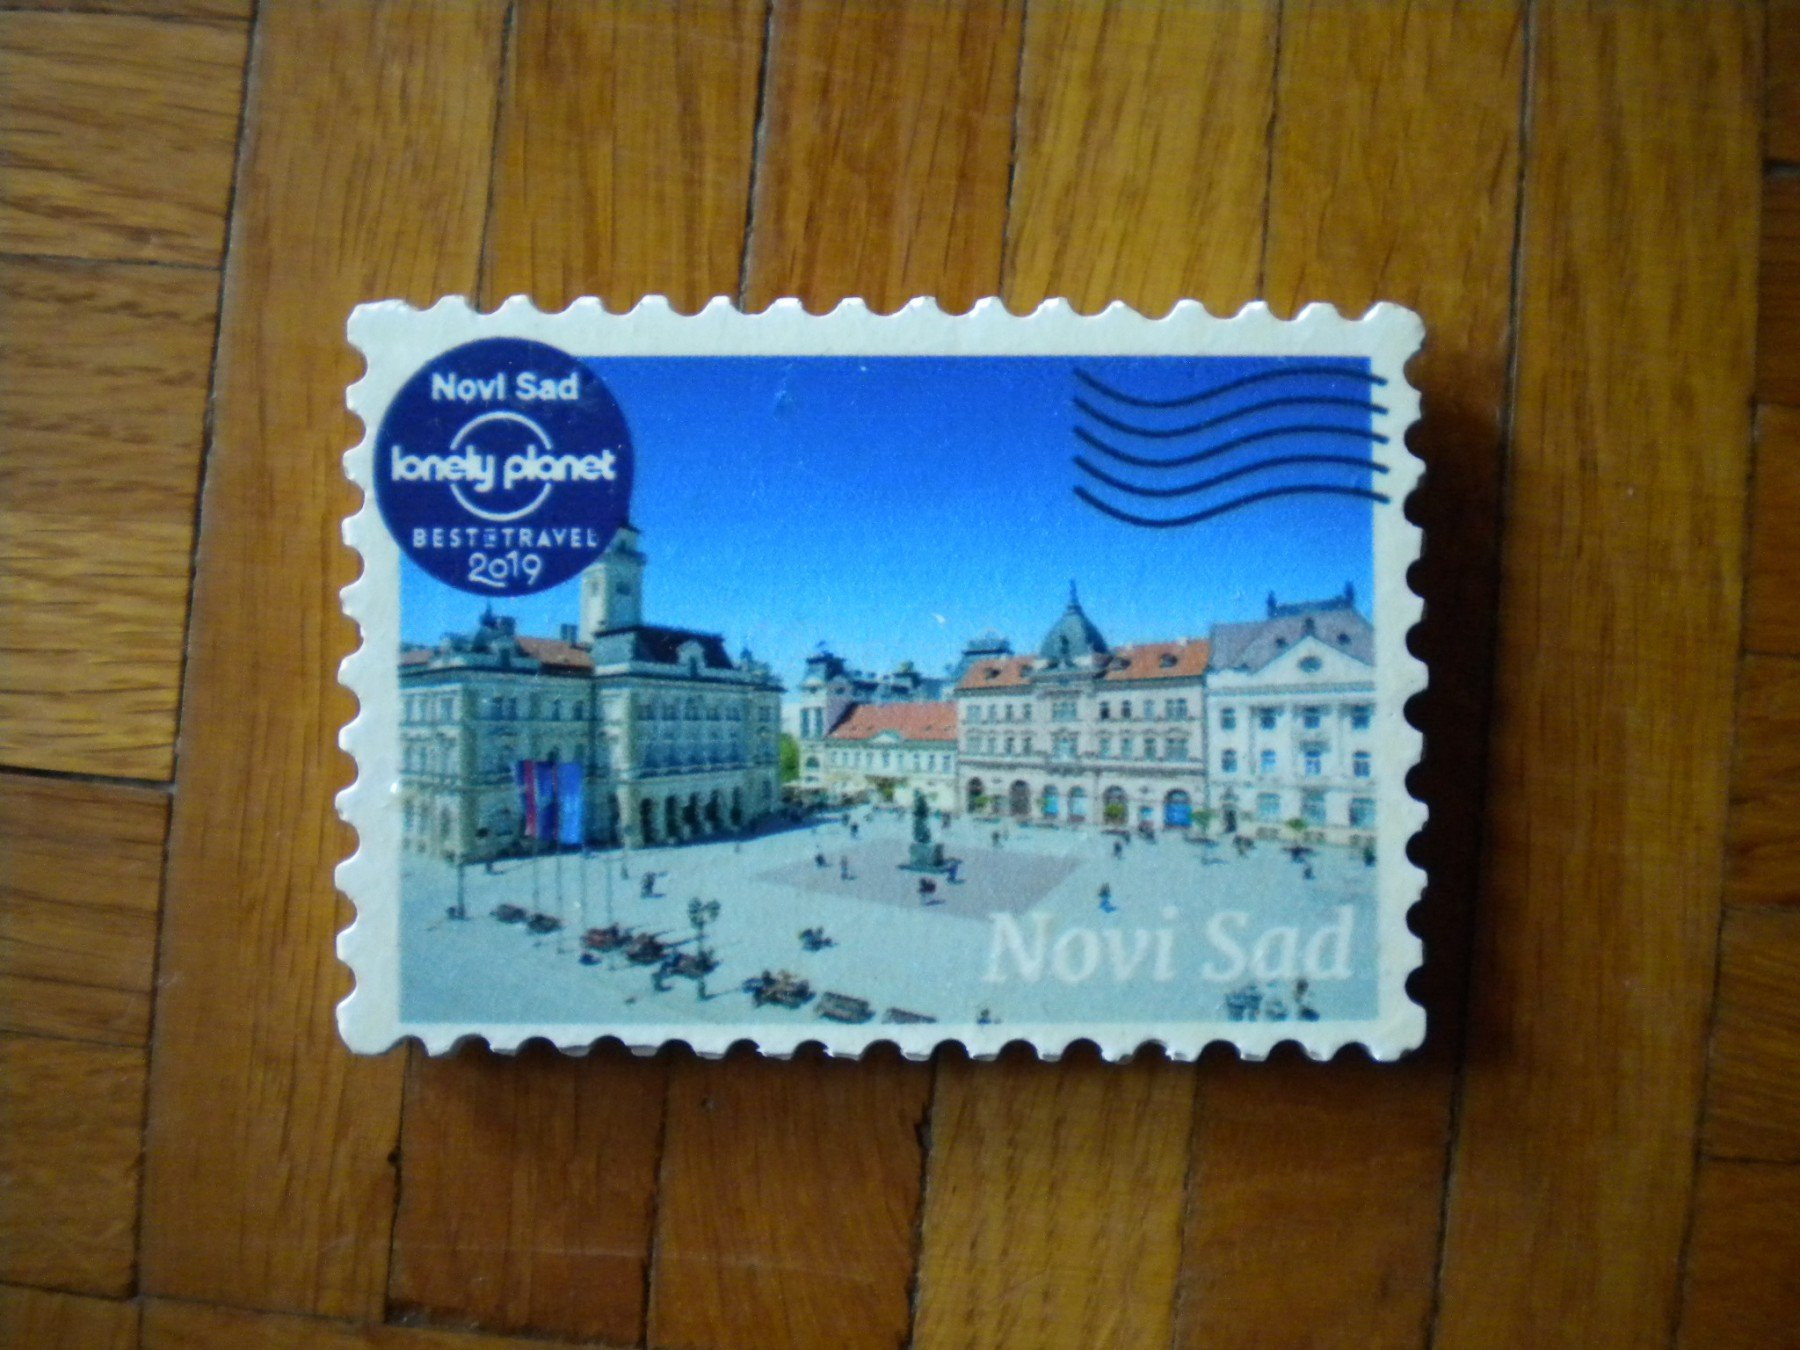 Novi Sad
lonely planet
BEST IN TRAVEL
2019
Novi Sad